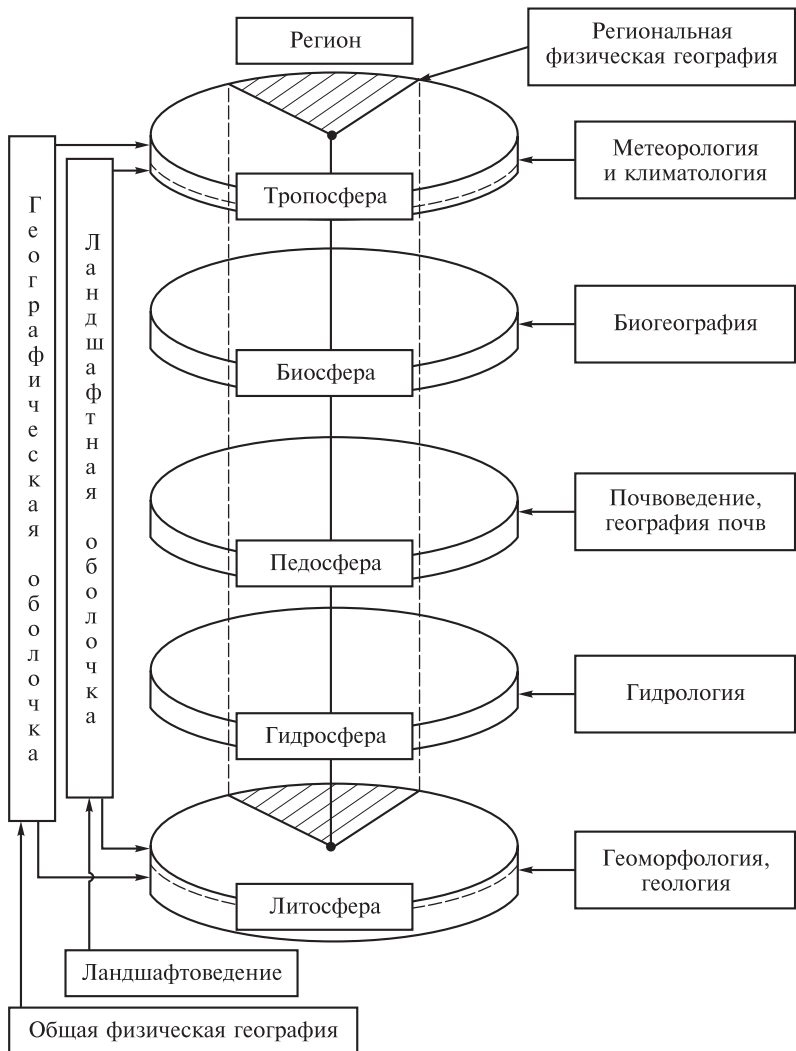 Регион
Региональная
физическая география
Метеорология
и климатология
Тропосфера
Географическая оболочка
Ландшафтная оболочка
Биогеография
Биосфера
Почвоведение,
география почв
Педосфера
Гидрология
Гидросфера
Геоморфология,
геология
Литосфера
Ландшафтоведение
Общая физическая география